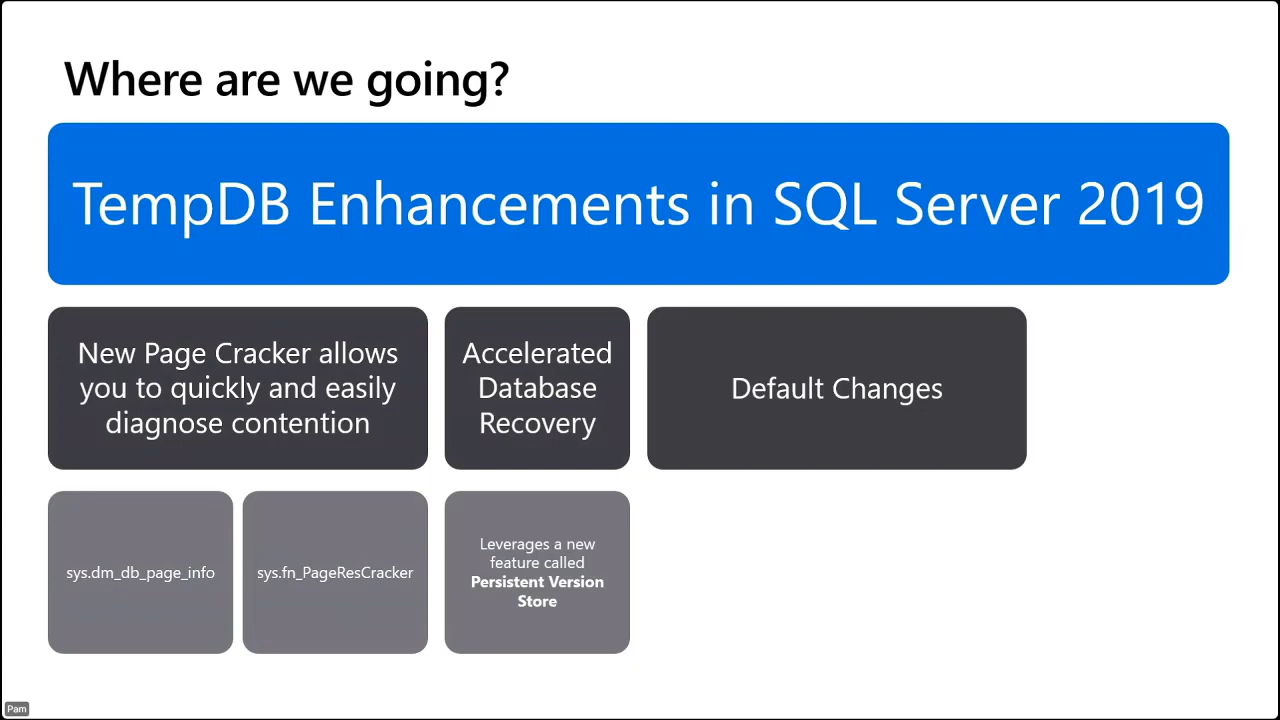 Where are we going?
TempDB Enhancements in SQL Server 2019
New Page Cracker allows
you to quickly and easily
diagnose contention
Accelerated
Database
Recovery
Default Changes
sys.dm_db_page_info
sys.fn_PageResCracker
Leverages a new
feature called
Persistent Version
Store
Pam